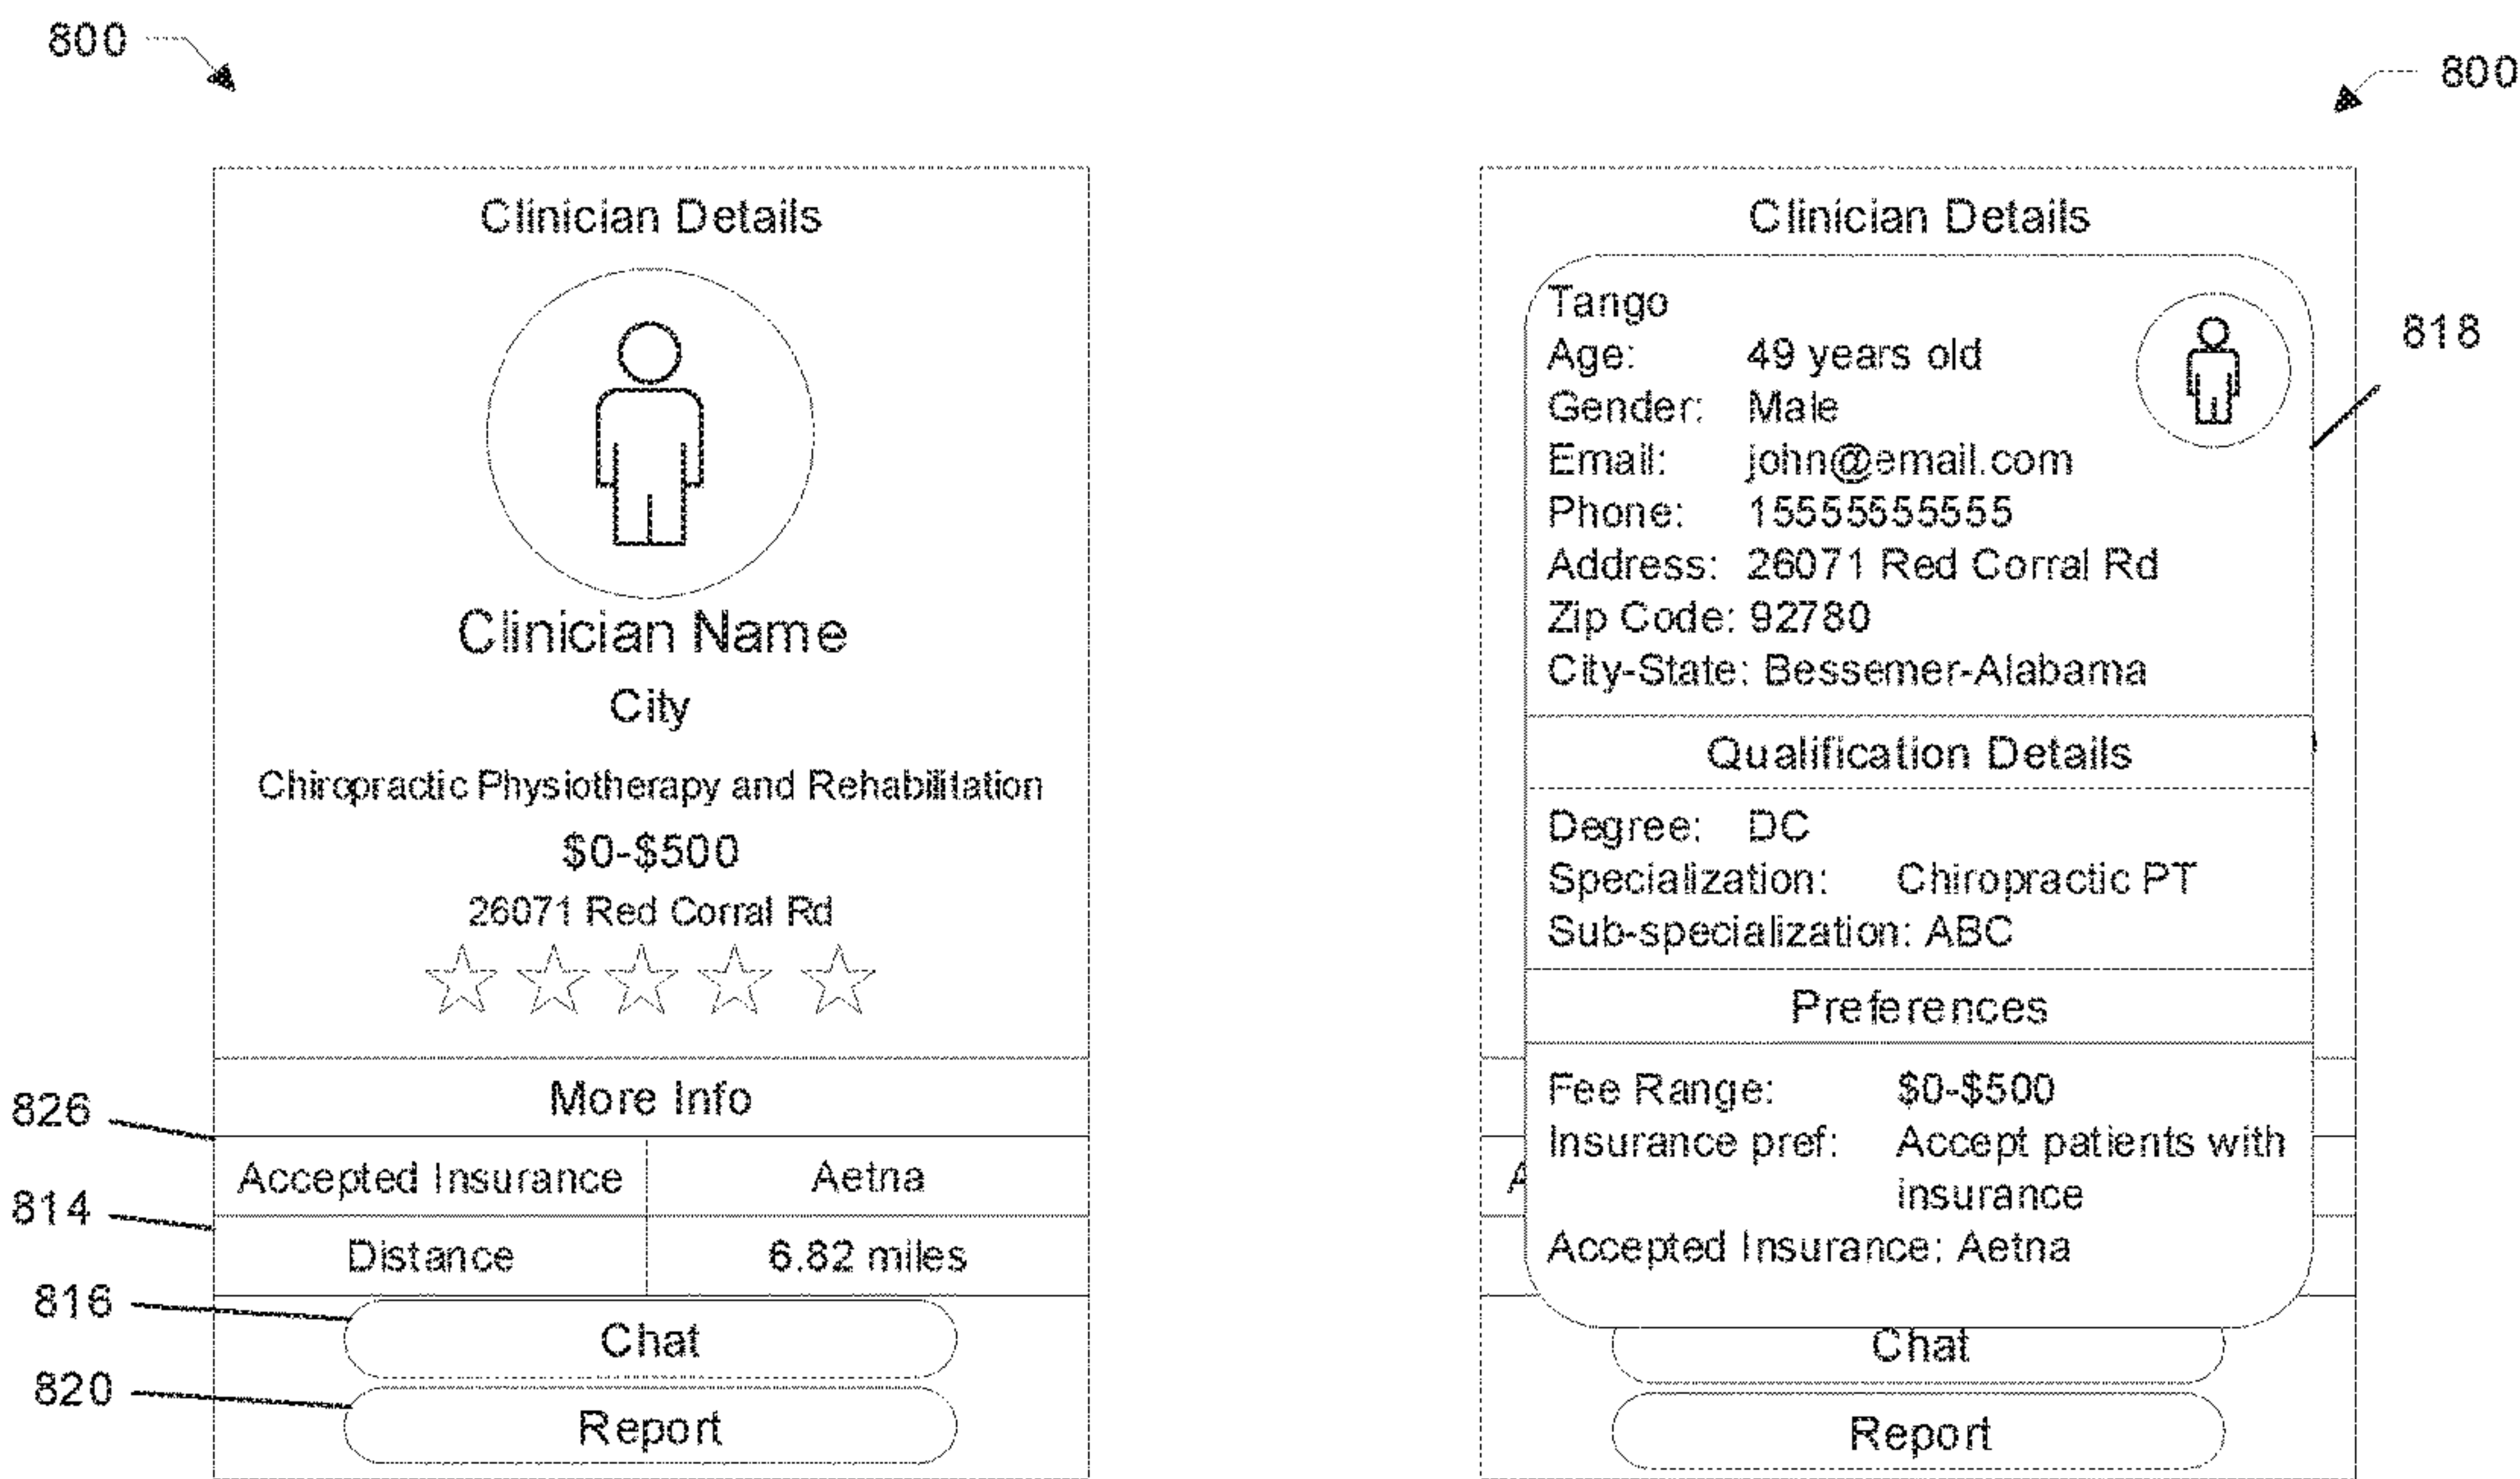 800
Clinician Details
Clinician Name
City
Chiropractic Physiotherapy and Rehabilitation
$0-$500
26071 Red Corral Rd
More Info
826
Accepted Insurance Aetna
814
Distance 6.82 miles
816
Chat
820
Report
800
Clinician Details
818
Tango
Age: 49 years old
Gender: Male
Email: john@email.com
Phone: 15555555555
Address: 26071 Red Corral Rd
Zip Code: 92780
City-State: Bessemer-Alabama
Qualification Details
Degree: DC
Specialization: Chiropractic PT
Sub-specialization: ABC
Preferences
Fee Range: $0-$500
Insurance pref: Accept patients with
insurance
A
Accepted Insurance: Aetna
Chat
Report